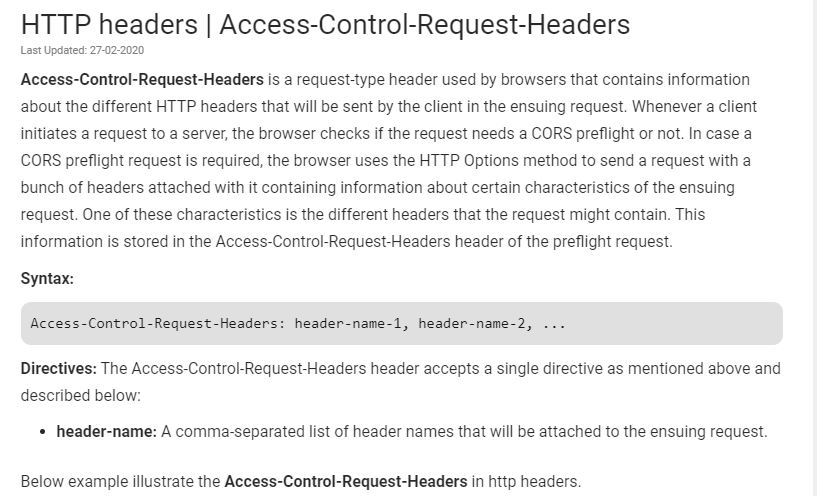 HTTP headers | Access-Control-Request-Headers
Last Updated: 27-02-2020
Access-Control-Request-Headers is a request-type header used by browsers that contains information
about the different HTTP headers that will be sent by the client in the ensuing request. Whenever a client
initiates a request to a server, the browser checks if the request needs a CORS preflight or not. In case a
CORS preflight request is required, the browser uses the HTTP Options method to send a request with a
bunch of headers attached with it containing information about certain characteristics of the ensuing
request. One of these characteristics is the different headers that the request might contain. This
information is stored in the Access-Control-Request-Headers header of the preflight request.
Syntax:
Access-Control-Request-Headers: header-name-1, header-name-2, ...
Directives: The Access-Control-Request-Headers header accepts a single directive as mentioned above and
described below:
• header-name: A comma-separated list of header names that will be attached to the ensuing request.
Below example illustrate the Access-Control-Request-Headers in http headers.